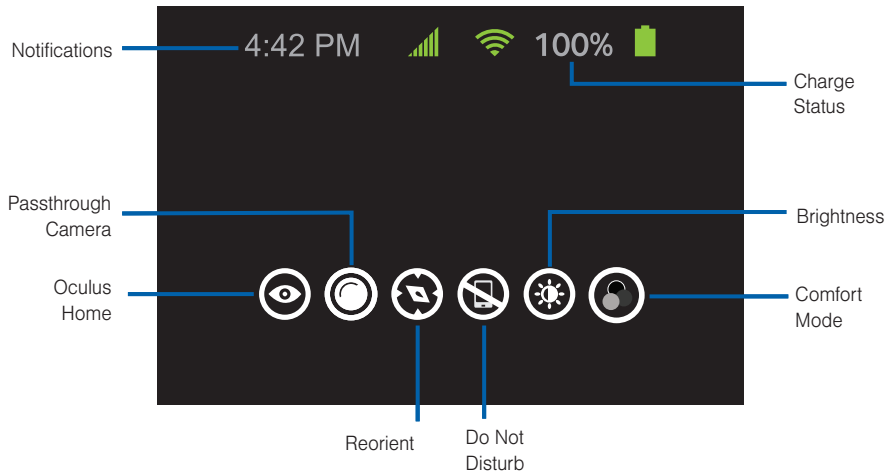 Notifications
4:42 PM
100%
Charge
Status
Passthrough
Camera
Brightness
Oculus
Home
Comfort
Mode
Reorient
Do Not
Disturb